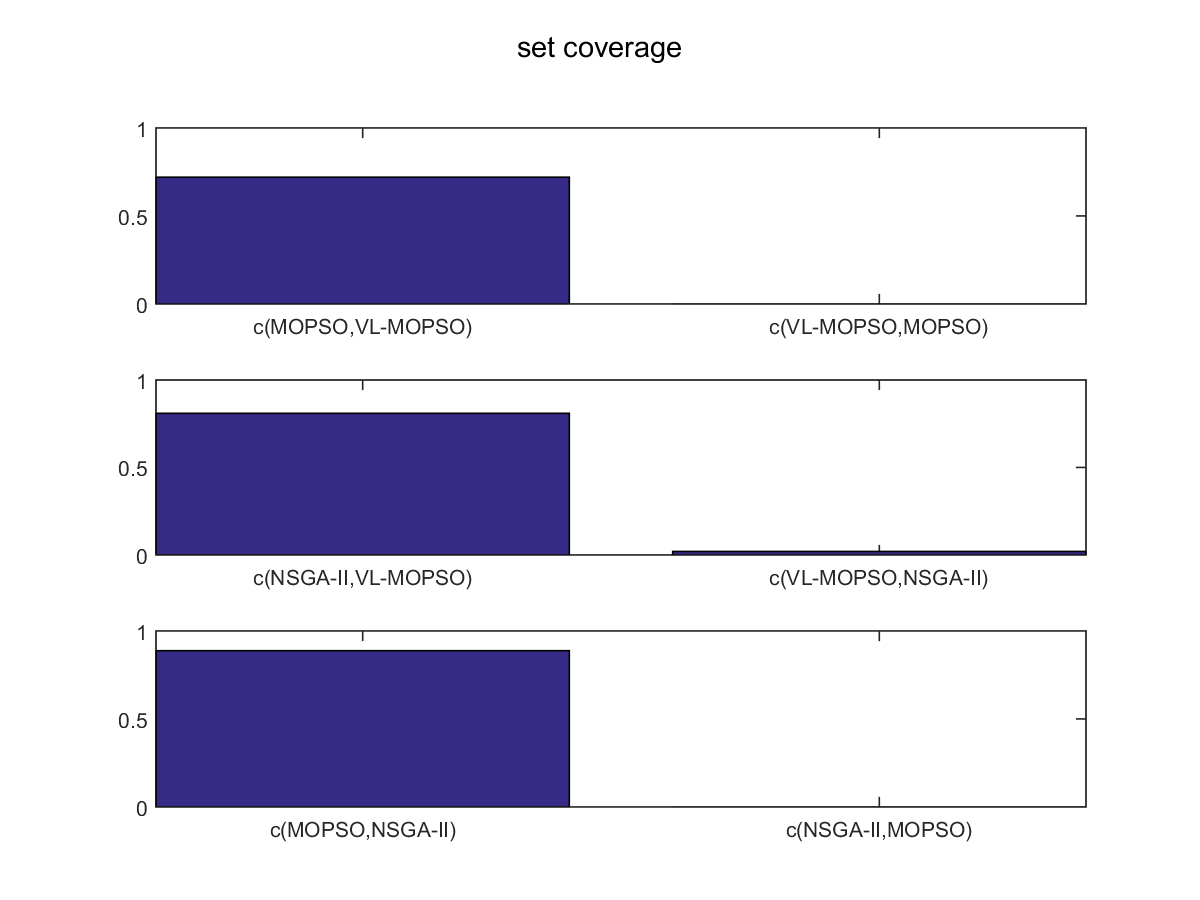 set coverage
1
0.5
0
c(MOPSO,VL-MOPSO) c(VL-MOPSO,MOPSO)
1
0.5
0
c(NSGA-II,VL-MOPSO) c(VL-MOPSO,NSGA-II)
1
0.5
0
c(MOPSO,NSGA-II) c(NSGA-II,MOPSO)